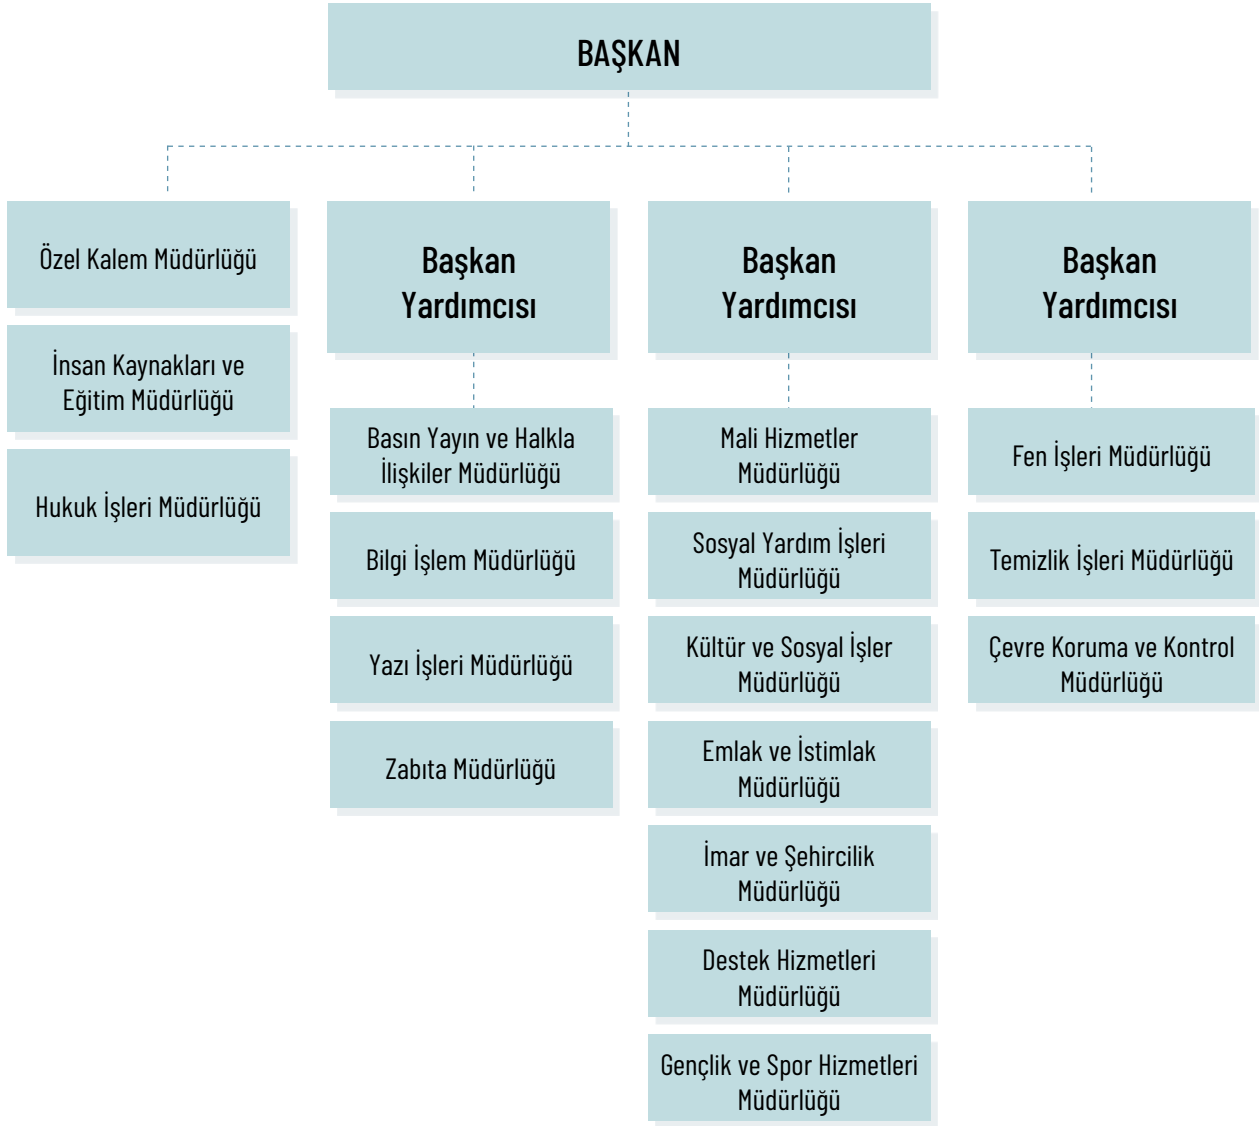 BAŞKAN
Özel Kalem Müdürlüğü
İnsan Kaynakları ve
Eğitim Müdürlüğü
Hukuk İşleri Müdürlüğü
Başkan
Yardımcısı
Basın Yayın ve Halkla
İlişkiler Müdürlüğü
Bilgi İşlem Müdürlüğü
Yazı İşleri Müdürlüğü
Zabıta Müdürlüğü
Başkan
Yardımcısı
Mali Hizmetler
Müdürlüğü
Sosyal Yardım İşleri
Müdürlüğü
Kültür ve Sosyal İşler
Müdürlüğü
Emlak ve İstimlak
Müdürlüğü
İmar ve Şehircilik
Müdürlüğü
Destek Hizmetleri
Müdürlüğü
Gençlik ve Spor Hizmetleri
Müdürlüğü
Başkan
Yardımcısı
Fen İşleri Müdürlüğü
Temizlik İşleri Müdürlüğü
Çevre Koruma ve Kontrol
Müdürlüğü